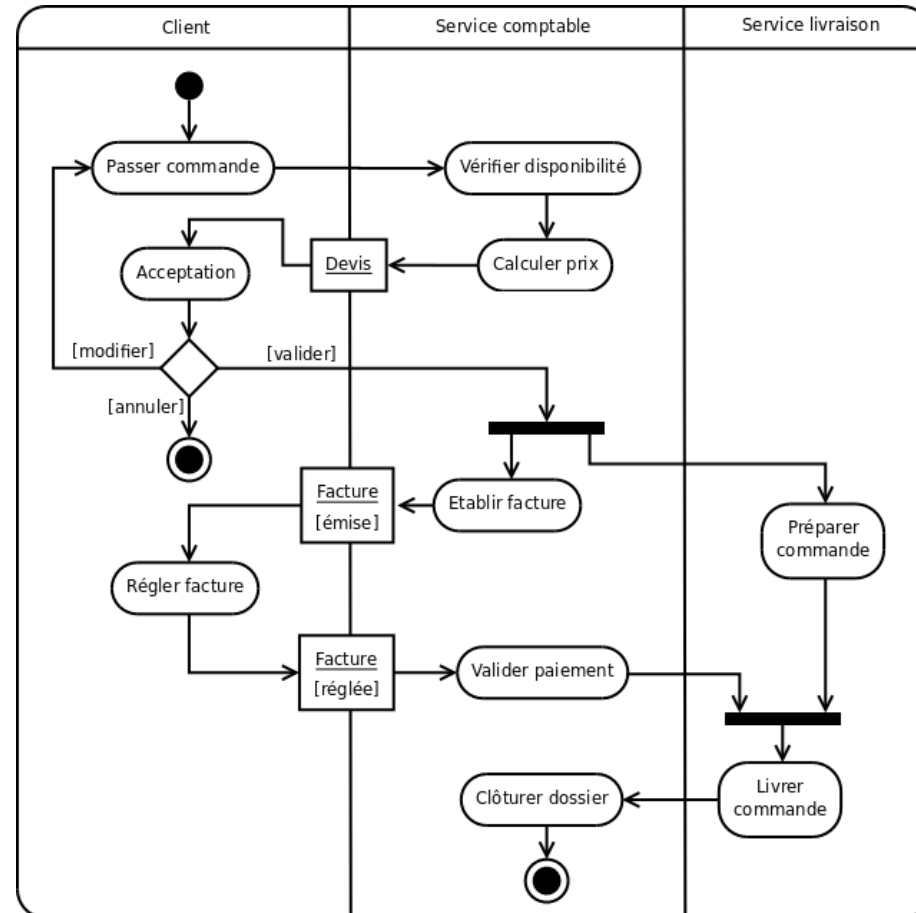 Client
Service comptable
Service livraison
Passer commande
Vérifier disponibilité
Acceptation
Devis
Calculer prix
[modifier]
[valider]
[annuler]
Facture
[émise]
Etablir facture
Préparer
commande
Régler facture
Facture
[réglée]
Valider paiement
Clôturer dossier
Livrer
commande